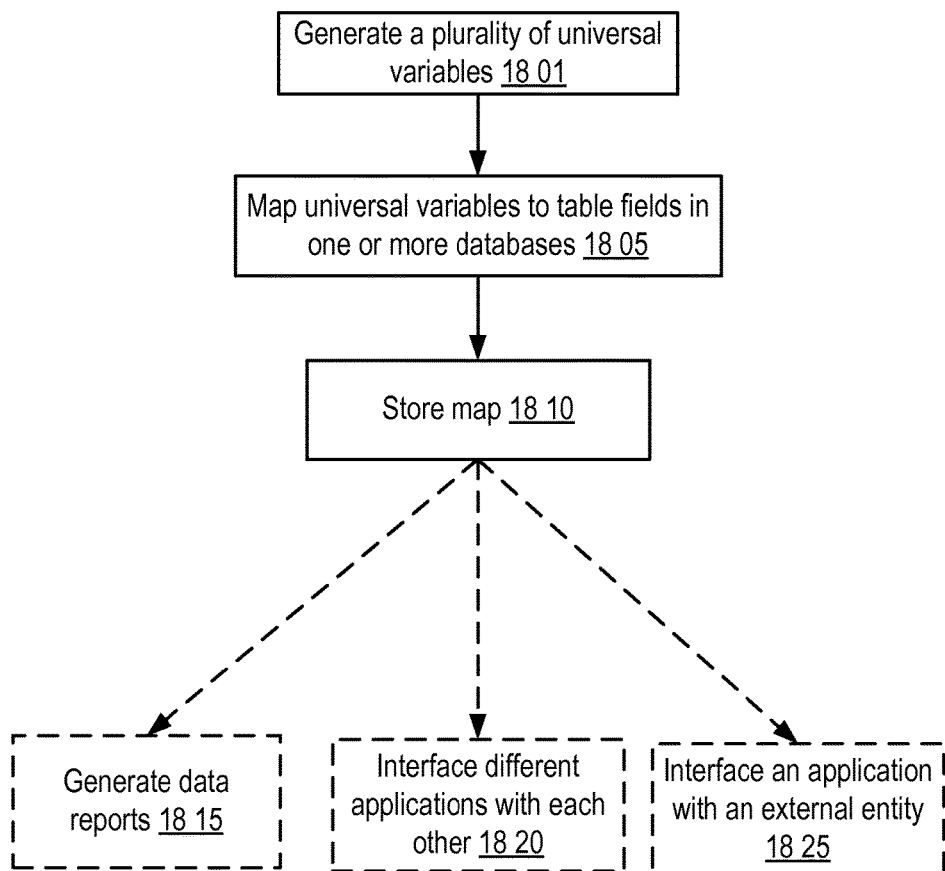 Generate a plurality of universal
variables 18 01
Map universal variables to table fields in
one or more databases 18 05
Store map 18 10
Generate data
reports 18 15
Interface different
applications with each
other 18 20
Interface an application
with an external entity
18 25